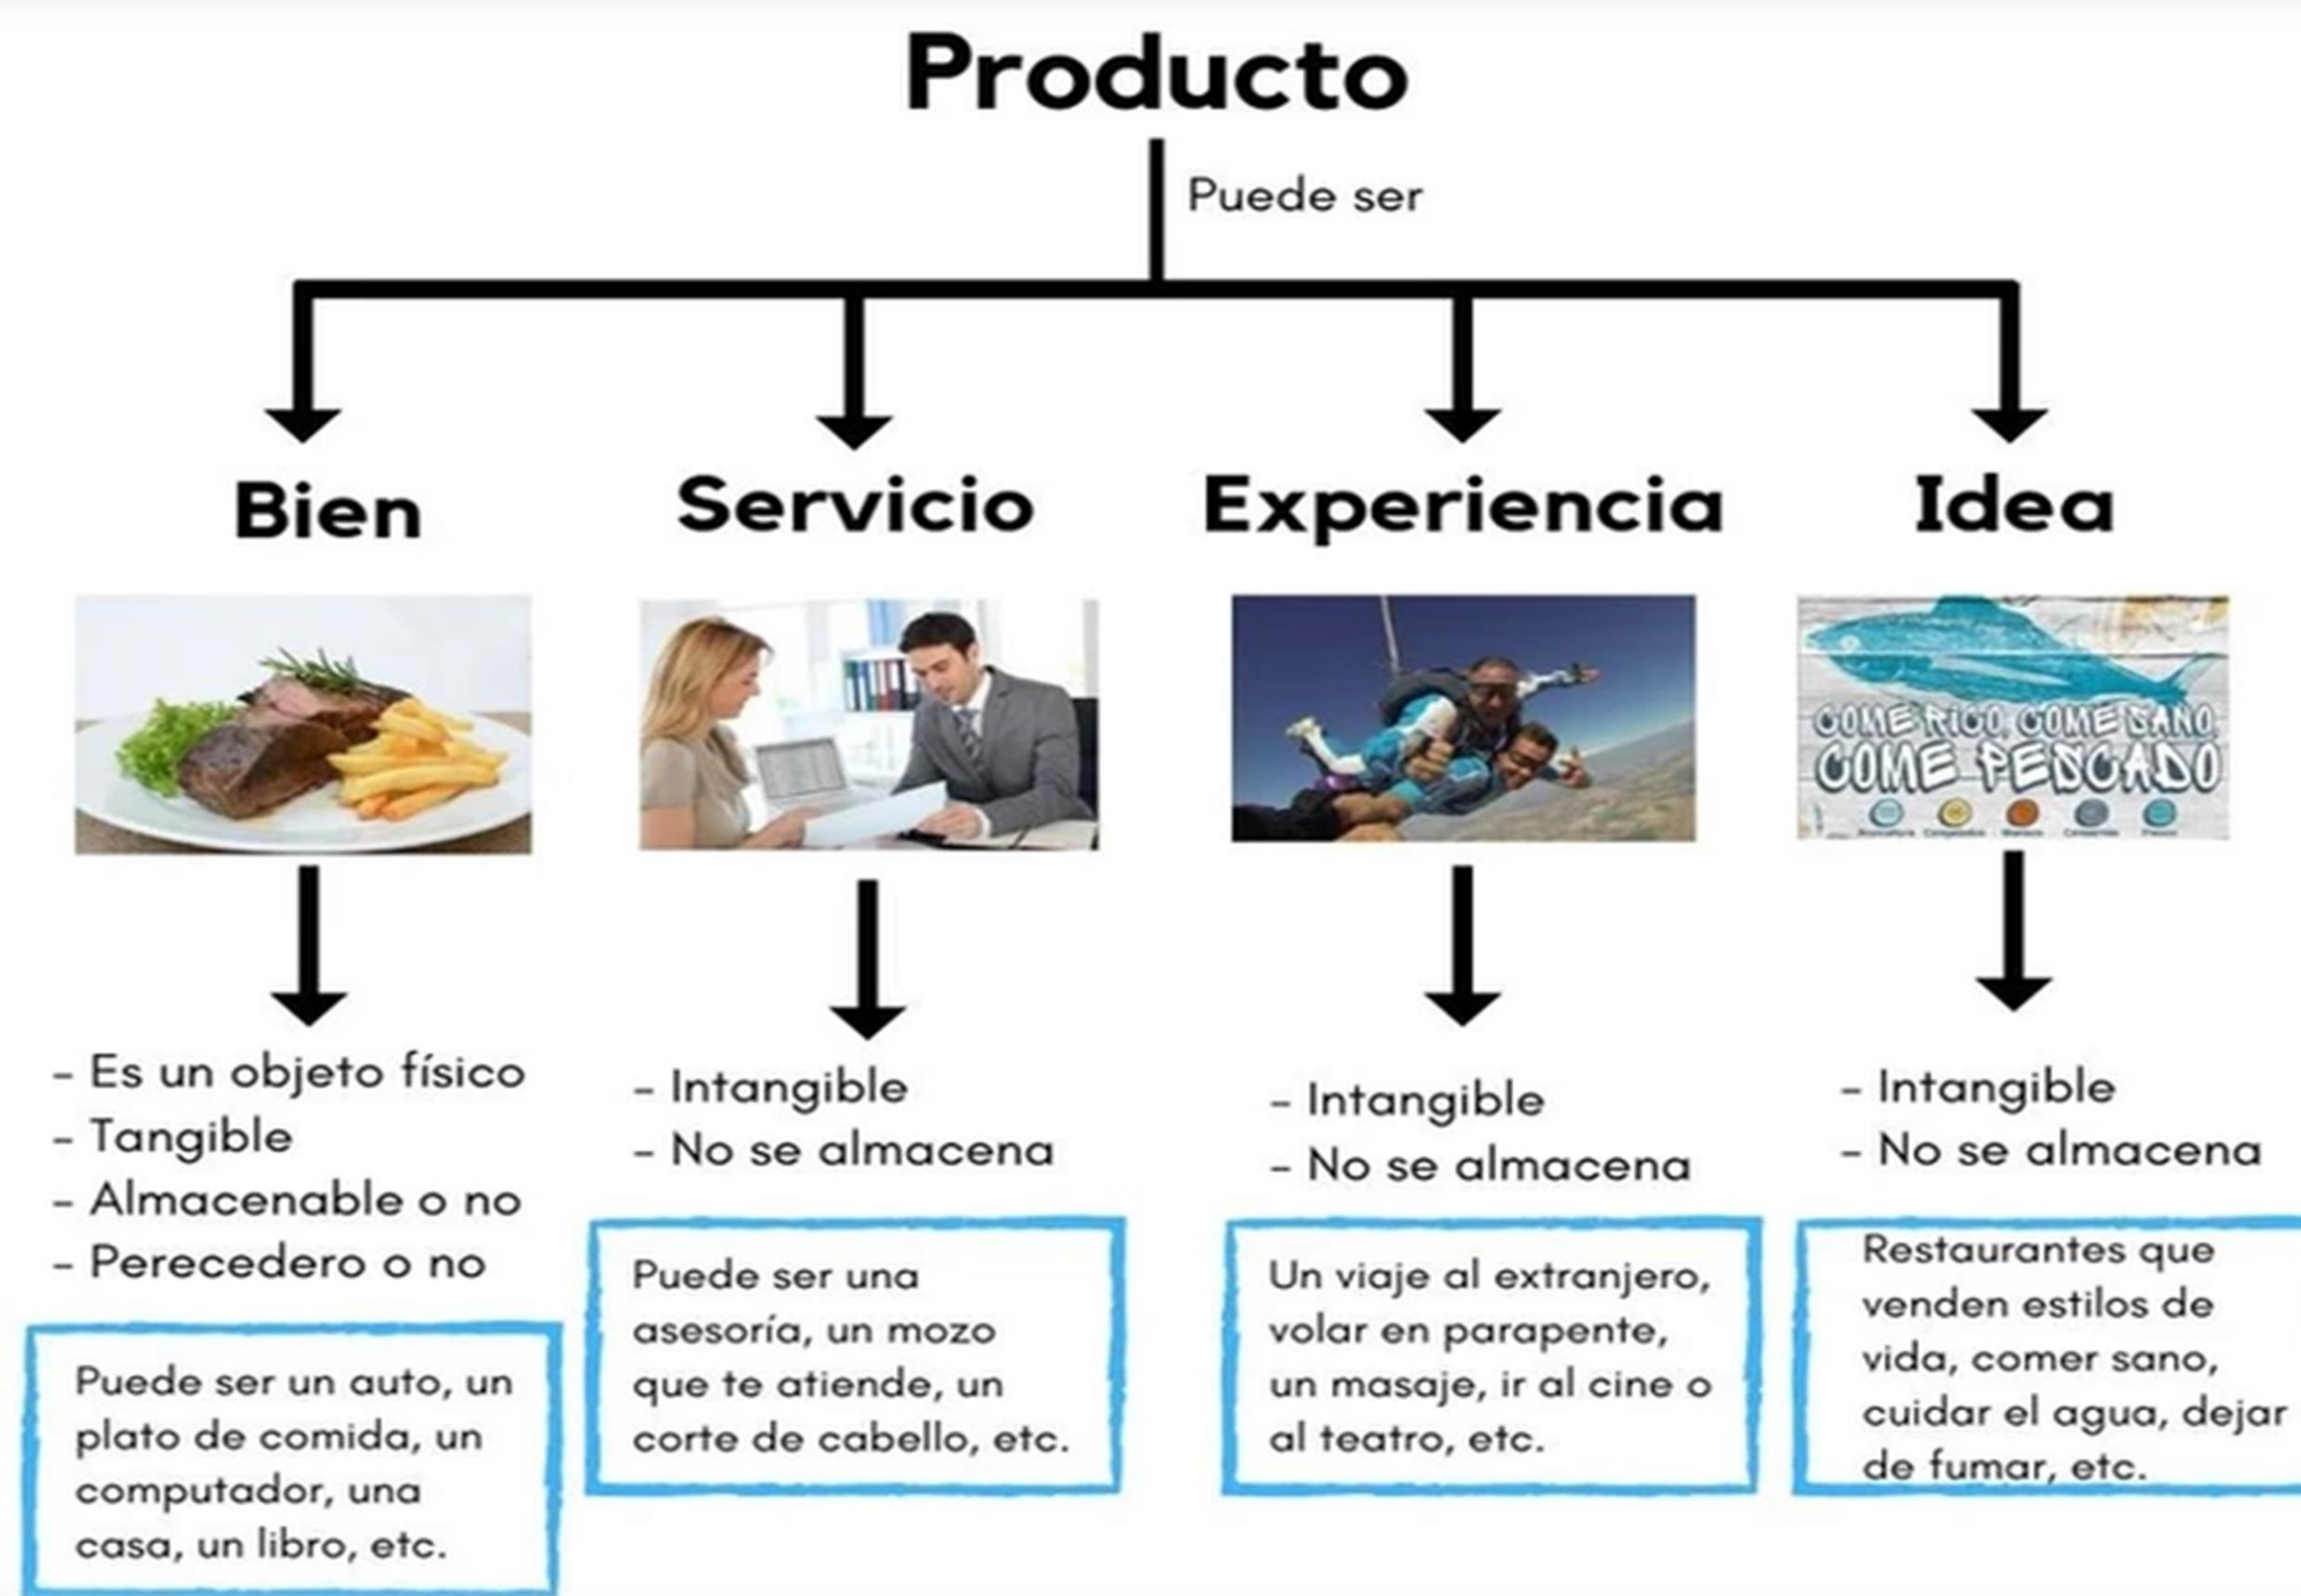 Producto
Puede ser
Bien
Servicio
Experiencia
Idea
COME RICO, COME SANO,
COME PESCADO
- Es un objeto físico
- Tangible
- Almacenable o no
- Perecedero o no
Puede ser un auto, un
plato de comida, un
computador, una
casa, un libro, etc.
- Intangible
- No se almacena
Puede ser una
asesoría, un mozo
que te atiende, un
corte de cabello, etc.
- Intangible
- No se almacena
Un viaje al extranjero,
volar en parapente,
un masaje, ir al cine o
al teatro, etc.
- Intangible
- No se almacena
Restaurantes que
venden estilos de
vida, comer sano,
cuidar el agua, dejar
de fumar, etc.